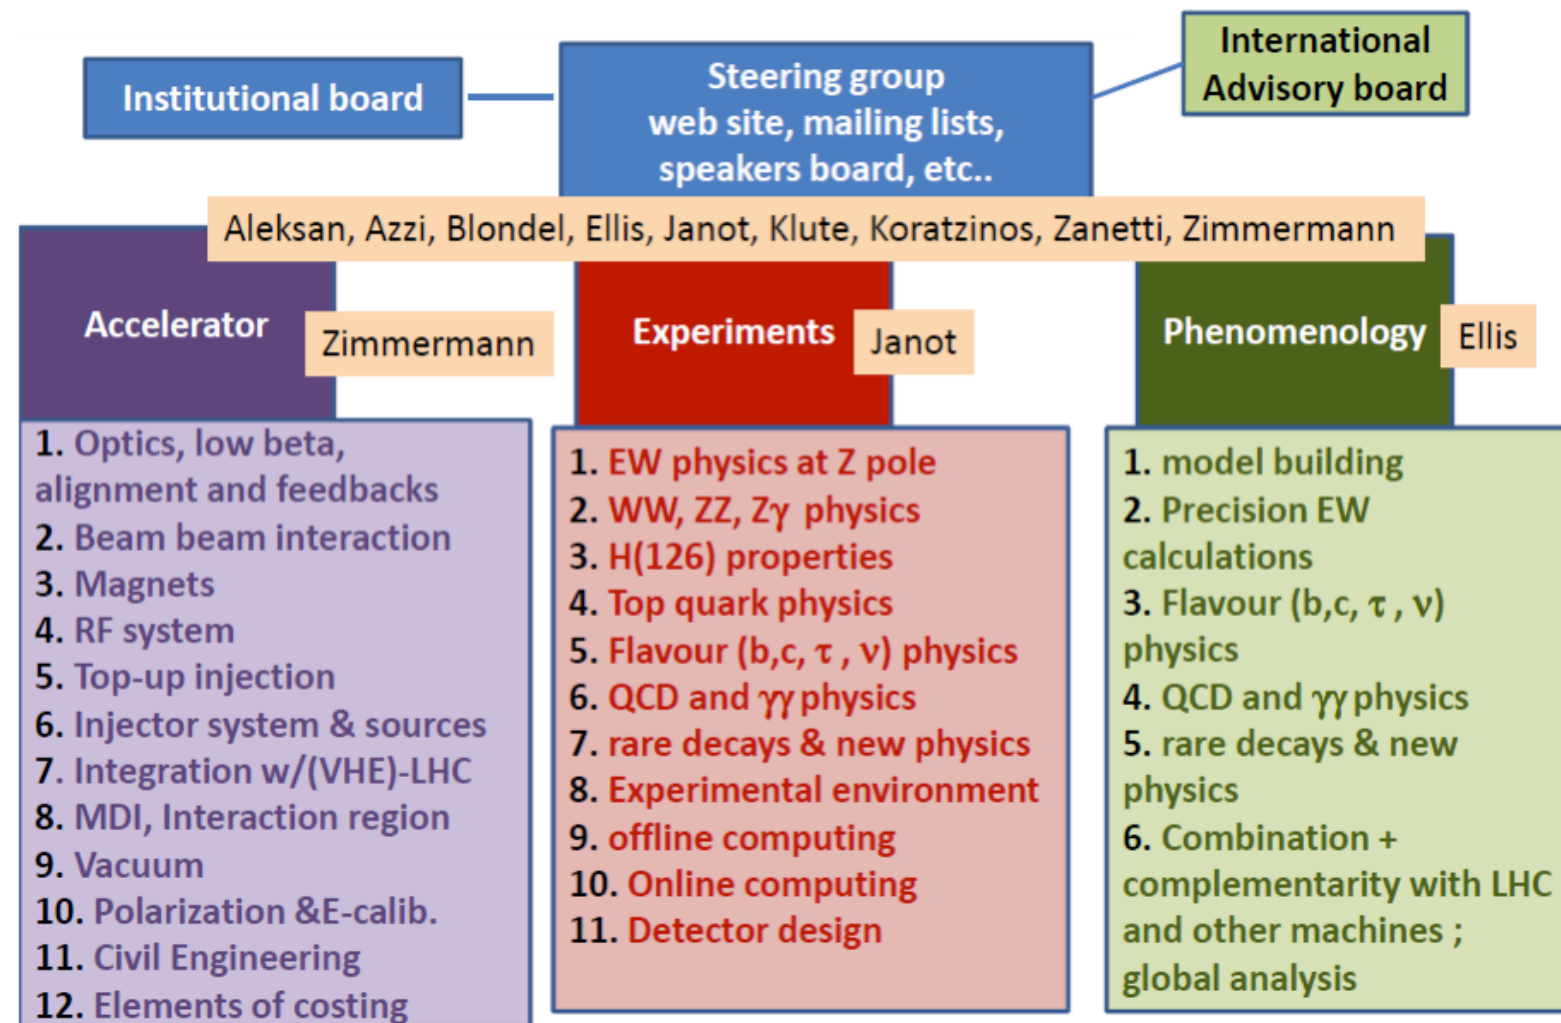 Institutional board
Steering group
web site, mailing lists,
speakers board, etc..
International
Advisory board
Aleksan, Azzi, Blondel, Ellis, Janot, Klute, Koratzinos, Zanetti, Zimmermann
Accelerator
Zimmermann
1. Optics, low beta,
alignment and feedbacks
2. Beam beam interaction
3. Magnets
4. RF system
5. Top-up injection
6. Injector system & sources
7. Integration w/(VHE)-LHC
8. MDI, Interaction region
9. Vacuum
10. Polarization &E-calib.
11. Civil Engineering
12. Elements of costing
Experiments
Janot
1. EW physics at Z pole
2. WW, ZZ, Zγ physics
3. H(126) properties
4. Top quark physics
5. Flavour (b,c, τ , ν) physics
6. QCD and γγ physics
7. rare decays & new physics
8. Experimental environment
9. offline computing
10. Online computing
11. Detector design
Phenomenology
Ellis
1. model building
2. Precision EW
calculations
3. Flavour (b,c, τ , ν)
physics
4. QCD and γγ physics
5. rare decays & new
physics
6. Combination +
complementarity with LHC
and other machines ;
global analysis